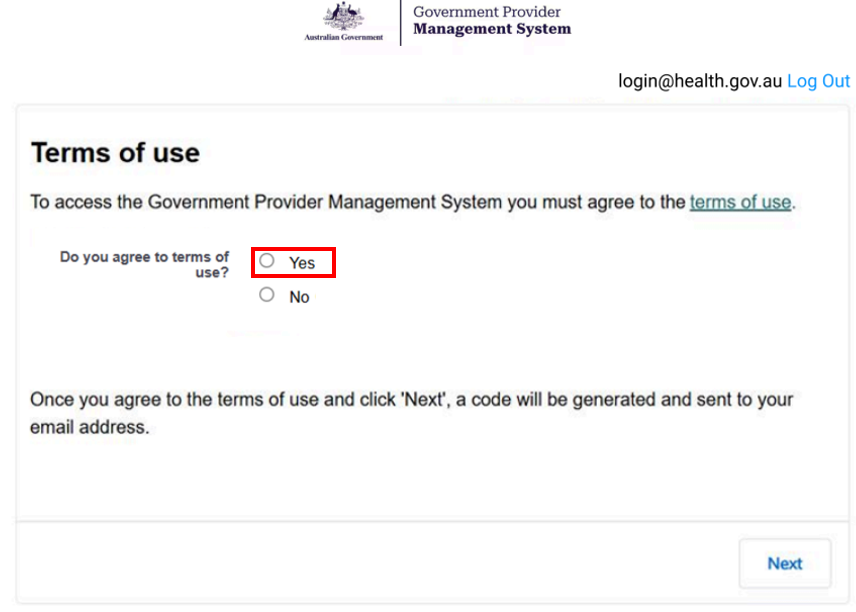 Australian Government
Government Provider
Management System
login@health.gov.au Log Out
Terms of use
To access the Government Provider Management System you must agree to the terms of use.
Do you agree to terms of
use?
Yes
No
Once you agree to the terms of use and click 'Next', a code will be generated and sent to your
email address.
Next